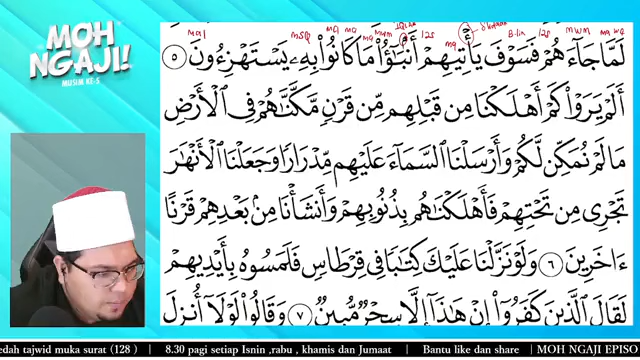 MOH
NGAJI!
MUSIM KE-5
لَمَّا جَآءَهُمْ فَسَوْفَ يَأْتِيهِمْ أَنۢبَـٰٓؤُا۟ مَا كَانُوا۟ بِهِۦ يَسْتَهْزِءُونَ ٥
أَلَمْ يَرَوْا۟ كَمْ أَهْلَكْنَا مِن قَبْلِهِم مِّن قَرْنٍ مَّكَّنَّـٰهُمْ فِى ٱلْأَرْضِ
مَا لَمْ نُمَكِّن لَّكُمْ وَأَرْسَلْنَا ٱلسَّمَآءَ عَلَيْهِم مِّدْرَارًا وَجَعَلْنَا ٱلْأَنْهَـٰرَ
تَجْرِى مِن تَحْتِهِمْ فَأَهْلَكْنَـٰهُم بِذُنُوبِهِمْ وَأَنشَأْنَا مِنۢ بَعْدِهِمْ قَرْنًا
ءَاخَرِينَ ٦ وَلَوْ نَزَّلْنَا عَلَيْكَ كِتَـٰبًا فِى قِرْطَاسٍ فَلَمَسُوهُ بِأَيْدِيهِمْ
لَقَالَ ٱلَّذِينَ كَفَرُوٓا۟ إِنْ هَـٰذَآ إِلَّا سِحْرٌ مُّبِينٌ ٧ وَقَالُوا۟ لَوْلَآ أُنزِلَ
edah tajwid muka surat (128) | 8.30 pagi setiap Isnin ,rabu , khamis dan Jumaat | Bantu like dan share | MOH NGAJI EPISO